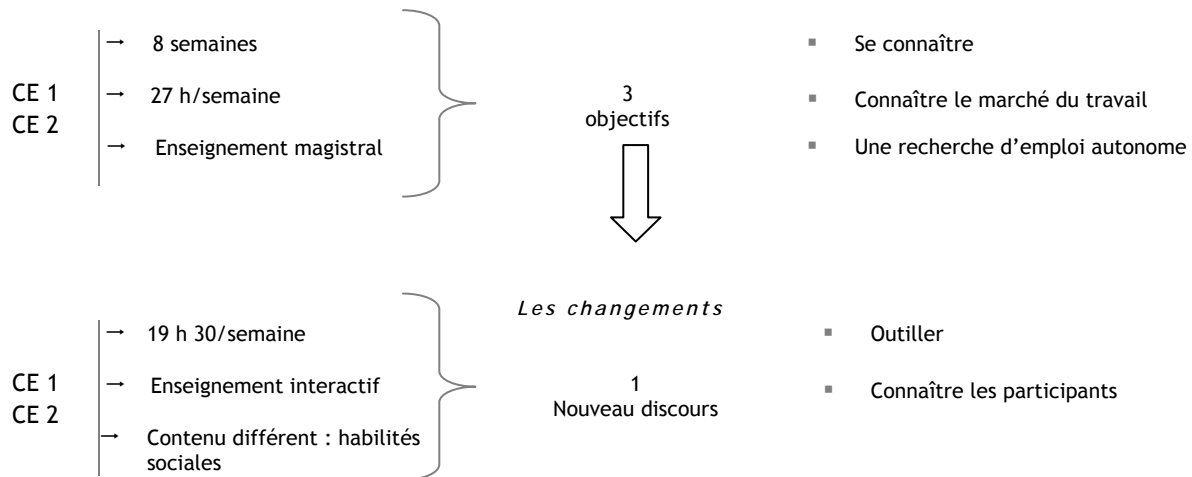 CE 1
CE 2
→ 8 semaines
→ 27 h/semaine
→ Enseignement magistral
3
objectifs
▪ Se connaître
▪ Connaître le marché du travail
▪ Une recherche d’emploi autonome
Les changements
CE 1
CE 2
→ 19 h 30/semaine
→ Enseignement interactif
→ Contenu différent : habilités
sociales
1
Nouveau discours
▪ Outiller
▪ Connaître les participants